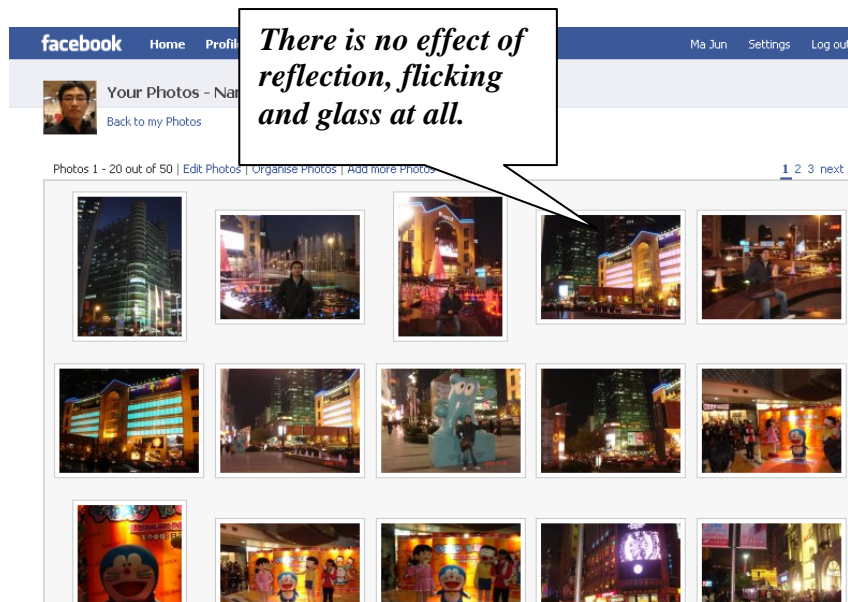 There is no effect of
reflection, flicking
and glass at all.
facebook Home Profil Ma Jun Settings Log out
Your Photos - Nan
Back to my Photos
Photos 1 - 20 out of 50 | Edit Photos | Organise Photos | Add more Photos 1 2 3 next